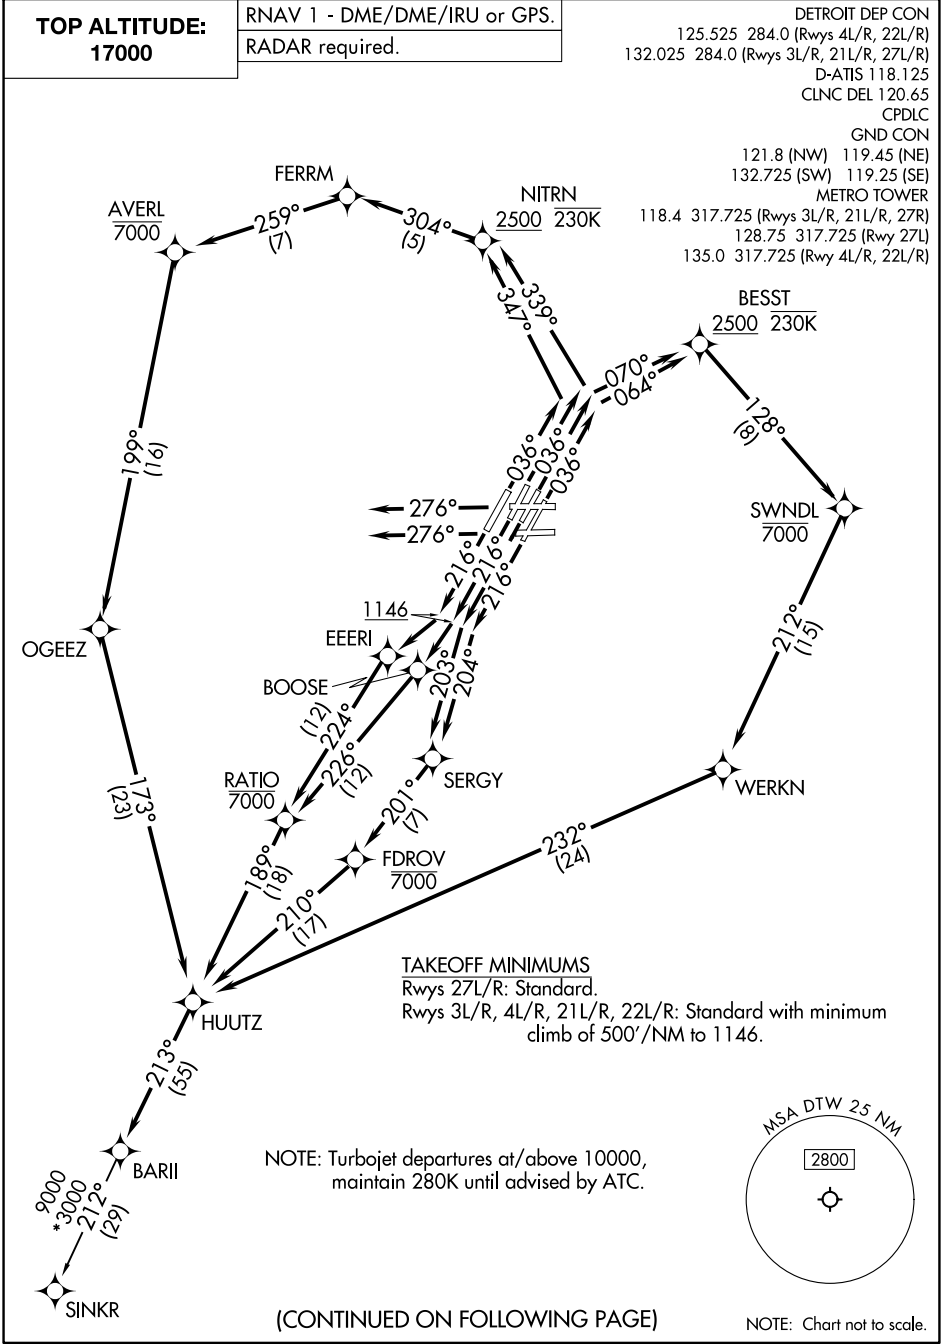 TOP ALTITUDE:
17000
RNAV 1 - DME/DME/IRU or GPS.
RADAR required.
DETROIT DEP CON
125.525 284.0 (Rwys 4L/R, 22L/R)
132.025 284.0 (Rwys 3L/R, 21L/R, 27L/R)
D-ATIS 118.125
CLNC DEL 120.65
CPDLC
GND CON
121.8 (NW) 119.45 (NE)
132.725 (SW) 119.25 (SE)
METRO TOWER
118.4 317.725 (Rwys 3L/R, 21L/R, 27R)
128.75 317.725 (Rwy 27L)
135.0 317.725 (Rwy 4L/R, 22L/R)
FERRM
NITRN
2500 230K
AVERL
7000
259°
(7)
304°
(5)
347°
339°
BESST
2500 230K
070°
064°
128°
(8)
199°
(16)
036°
036°
036°
276°
276°
SWNDL
7000
216°
216°
216°
1146
EEERI
BOOSE
OGEEZ
203°
204°
212°
(15)
(12)
224°
226°
(12)
RATIO
7000
SERGY
WERKN
173°
(23)
201°
(7)
FDROV
7000
232°
(24)
189°
(18)
210°
(17)
HUUTZ
TAKEOFF MINIMUMS
Rwys 27L/R: Standard.
Rwys 3L/R, 4L/R, 21L/R, 22L/R: Standard with minimum
climb of 500'/NM to 1146.
213°
(55)
BARII
NOTE: Turbojet departures at/above 10000,
maintain 280K until advised by ATC.
MSA DTW 25 NM
2800
9000
*3000
212°
(29)
SINKR
(CONTINUED ON FOLLOWING PAGE)
NOTE: Chart not to scale.